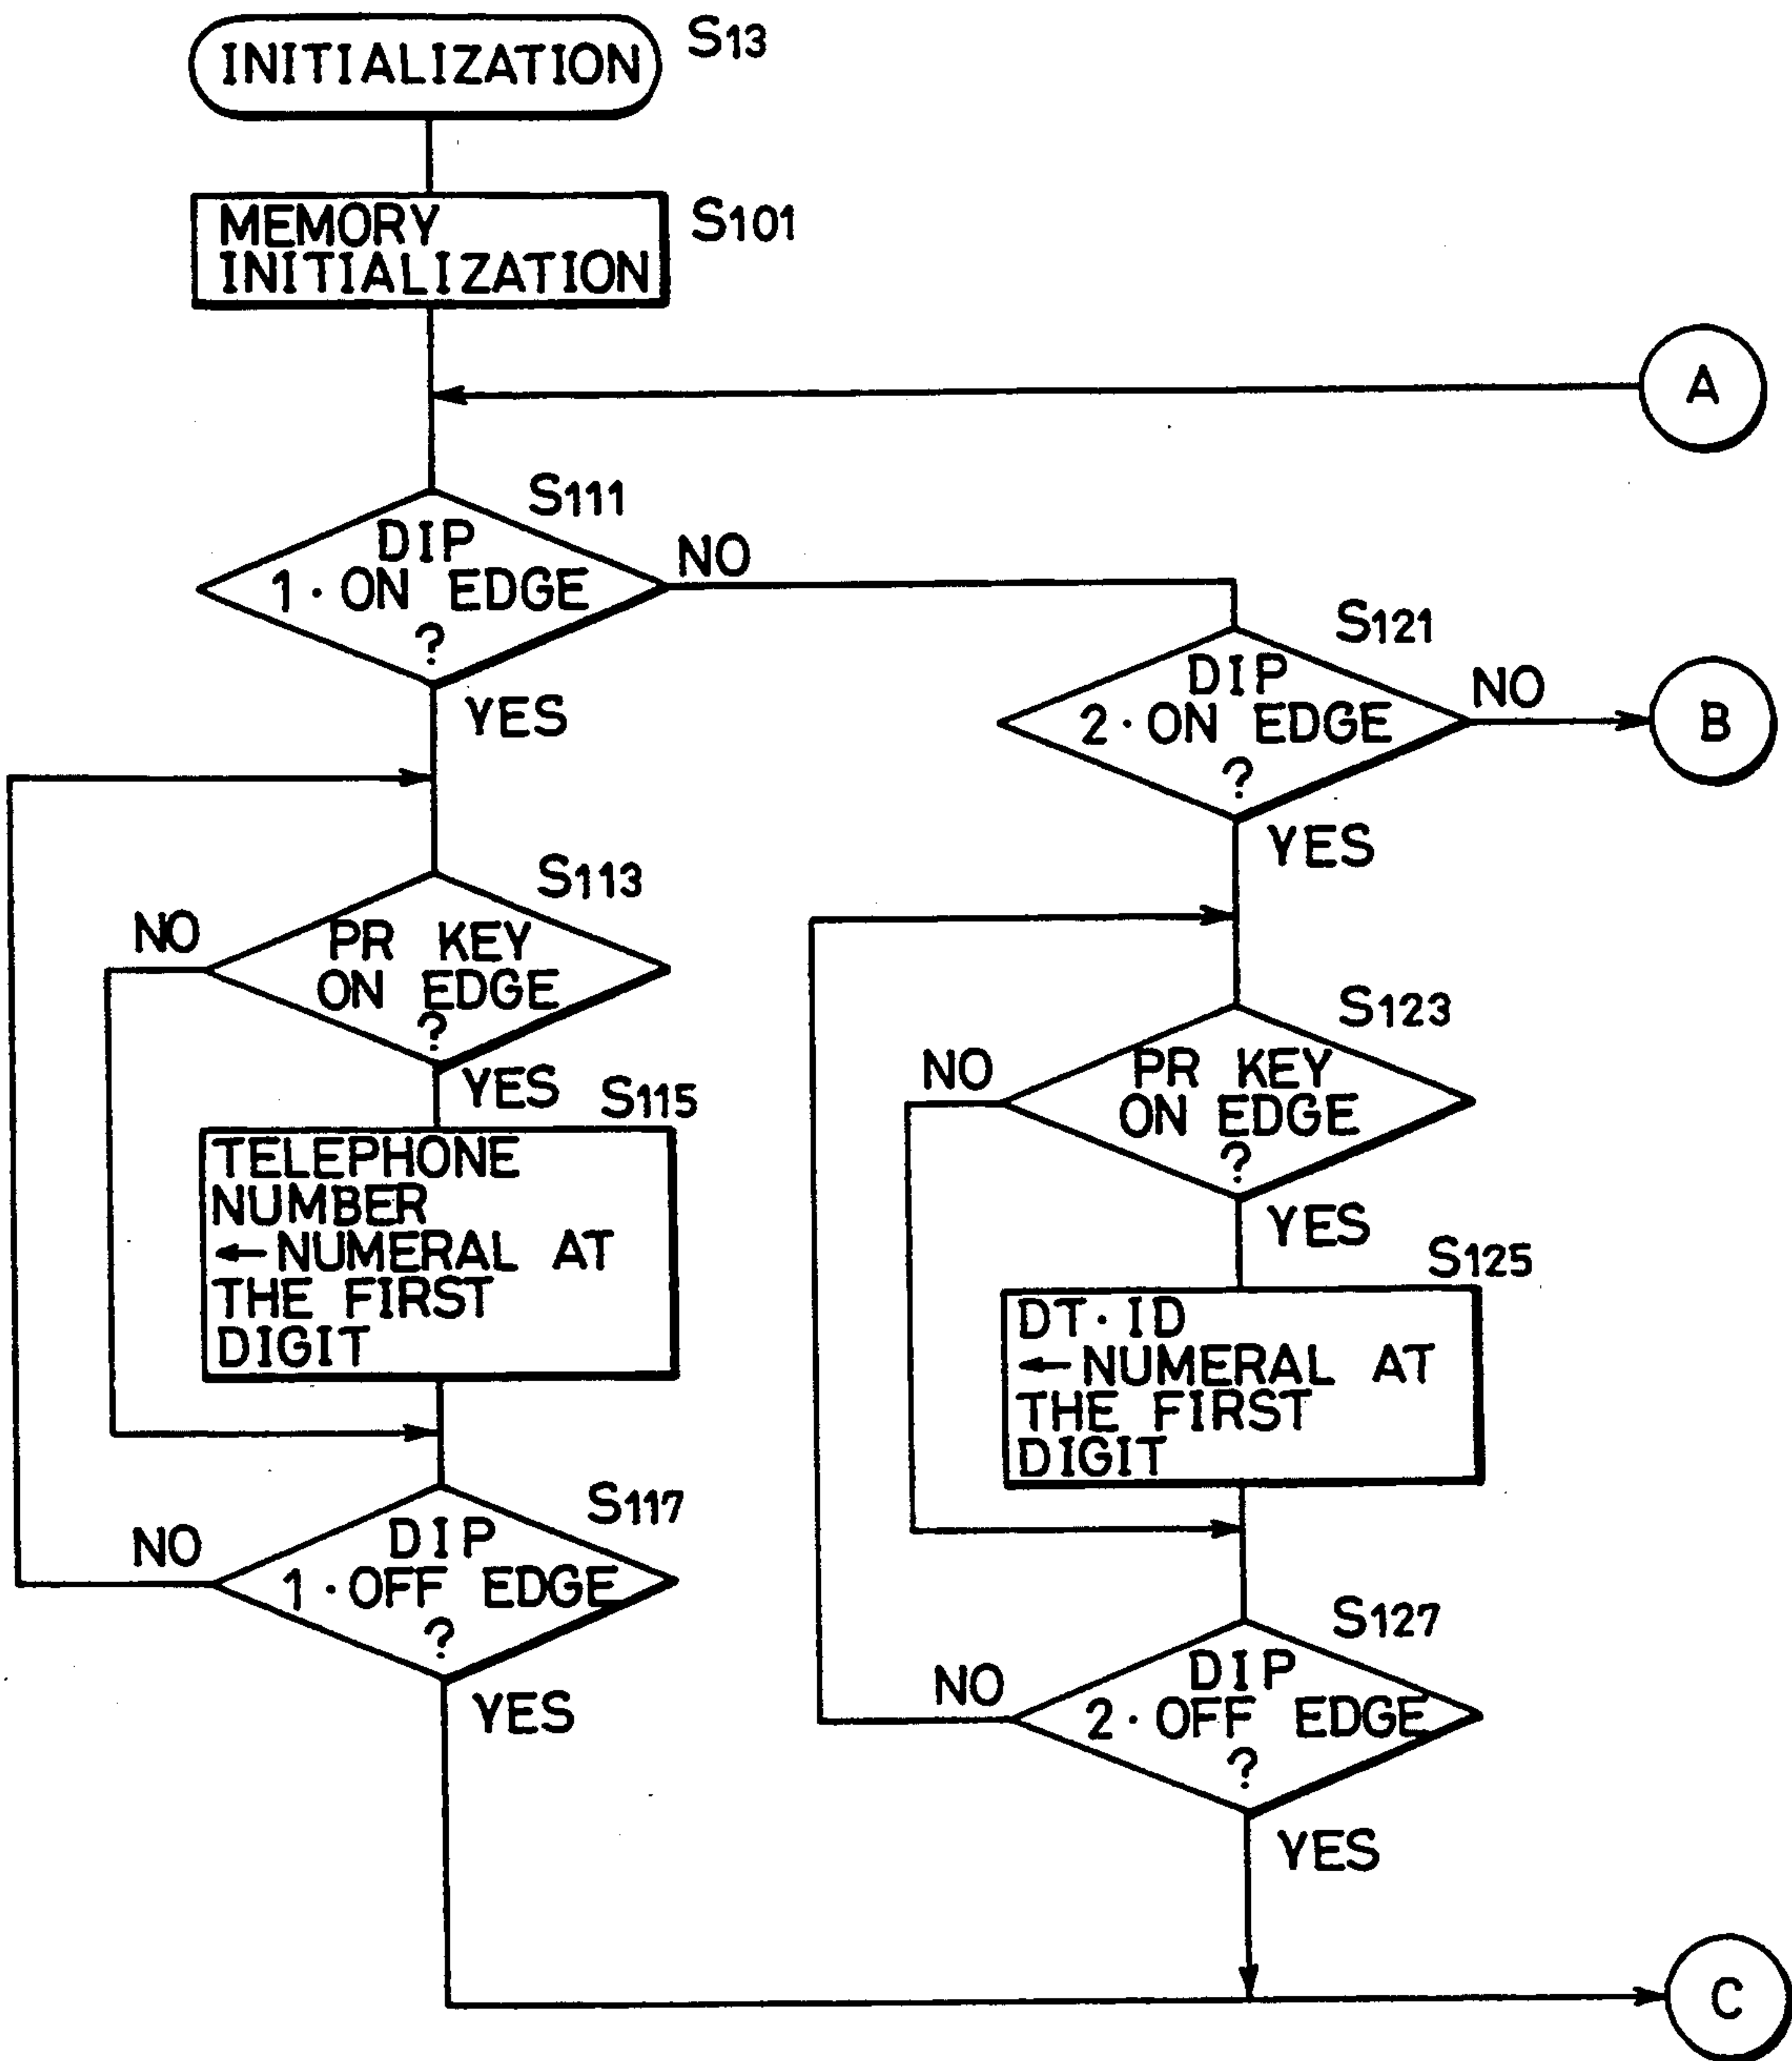 INITIALIZATION
S13
MEMORY
INITIALIZATION
S101
A
S111
DIP
1·ON EDGE
?
NO
YES
S121
DIP
2·ON EDGE
?
NO
B
YES
S113
NO
PR KEY
ON EDGE
?
YES
S115
TELEPHONE
NUMBER
←NUMERAL AT
THE FIRST
DIGIT
S117
NO
DIP
1·OFF EDGE
?
YES
S123
NO
PR KEY
ON EDGE
?
YES
S125
DT·ID
←NUMERAL AT
THE FIRST
DIGIT
S127
NO
DIP
2·OFF EDGE
?
YES
C